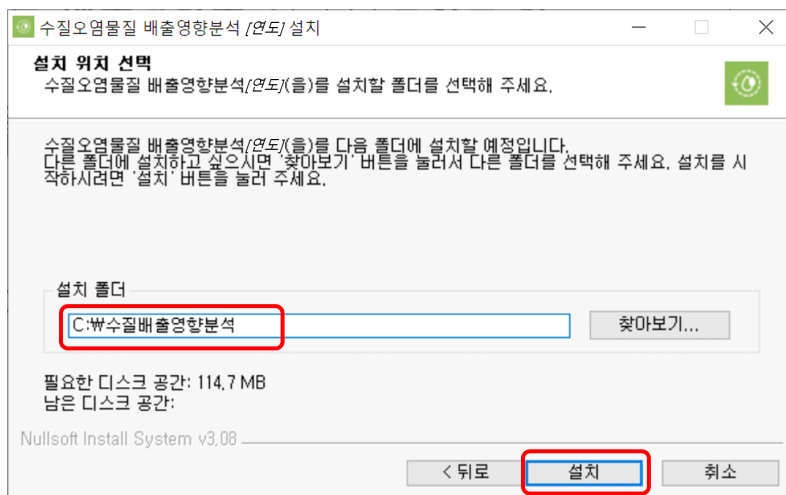 수질오염물질 배출영향분석 [연도] 설치
설치 위치 선택
수질오염물질 배출영향분석[연도](을)를 설치할 폴더를 선택해 주세요.
수질오염물질 배출영향분석[연도](을)를 다음 폴더에 설치할 예정입니다.
다른 폴더에 설치하고 싶으시면 '찾아보기' 버튼을 눌러서 다른 폴더를 선택해 주세요. 설치를 시
작하시려면 '설치' 버튼을 눌러 주세요.
설치 폴더
C:₩수질배출영향분석
찾아보기...
필요한 디스크 공간: 114.7 MB
남은 디스크 공간:
Nullsoft Install System v3.08
< 뒤로
설치
취소